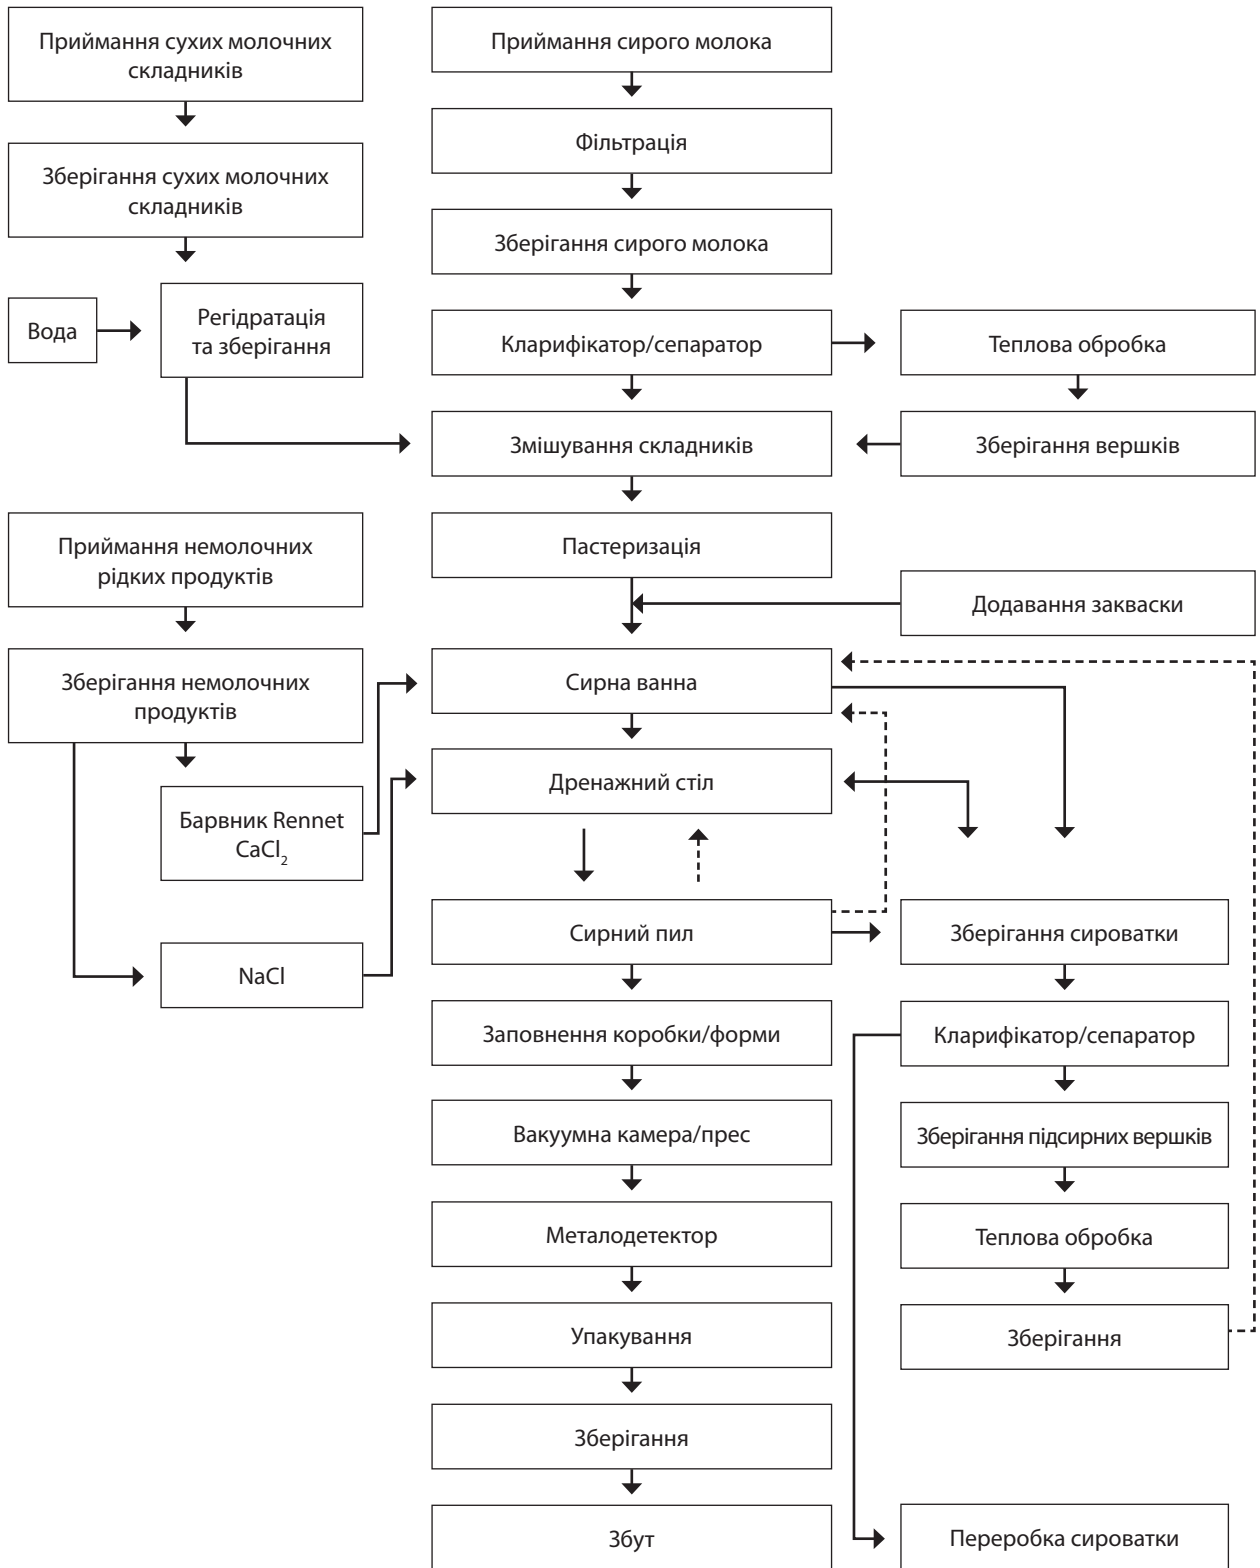 Приймання сухих молочних
складників
Приймання сирого молока
Фільтрація
Зберігання сухих молочних
складників
Зберігання сирого молока
Вода
Регідратація
та зберігання
Кларифікатор/сепаратор
Теплова обробка
Змішування складників
Зберігання вершків
Приймання немолочних
рідких продуктів
Пастеризація
Додавання закваски
Зберігання немолочних
продуктів
Сирна ванна
Дренажний стіл
Барвник Rennet
CaCl₂
Сирний пил
Зберігання сироватки
NaCl
Заповнення коробки/форми
Кларифікатор/сепаратор
Вакуумна камера/прес
Зберігання підсирних вершків
Металодетектор
Теплова обробка
Упакування
Зберігання
Зберігання
Збут
Переробка сироватки